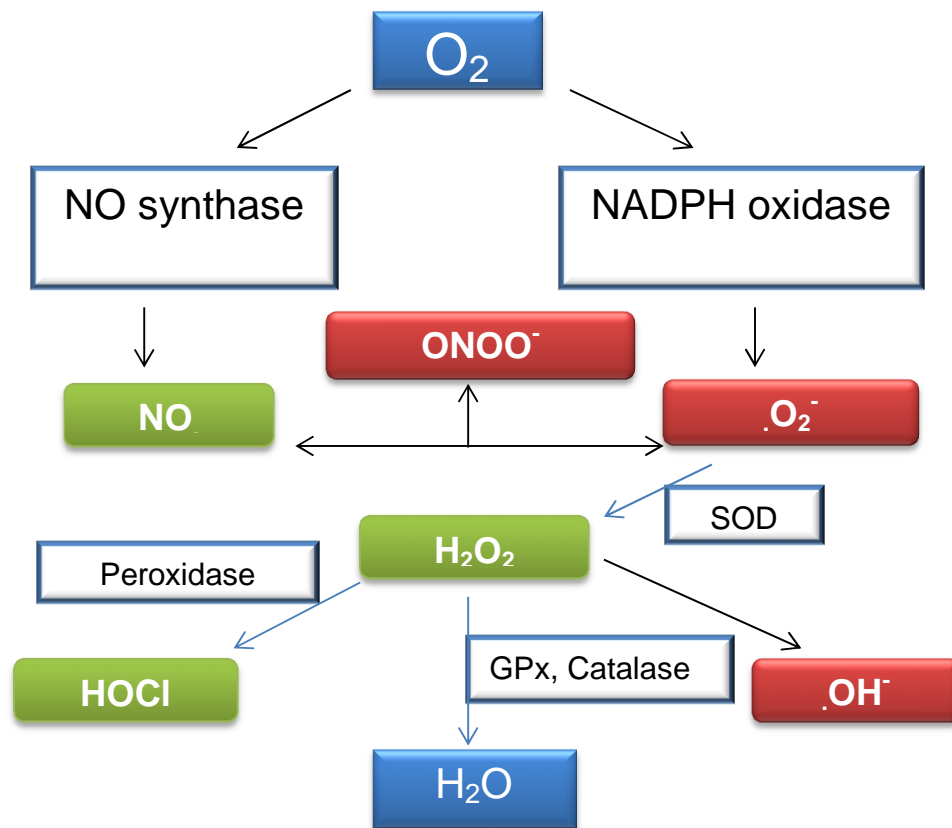 O₂
NO synthase
NADPH oxidase
ONOO⁻
NO.
.O₂⁻
SOD
H₂O₂
Peroxidase
GPx, Catalase
HOCl
.OH⁻
H₂O